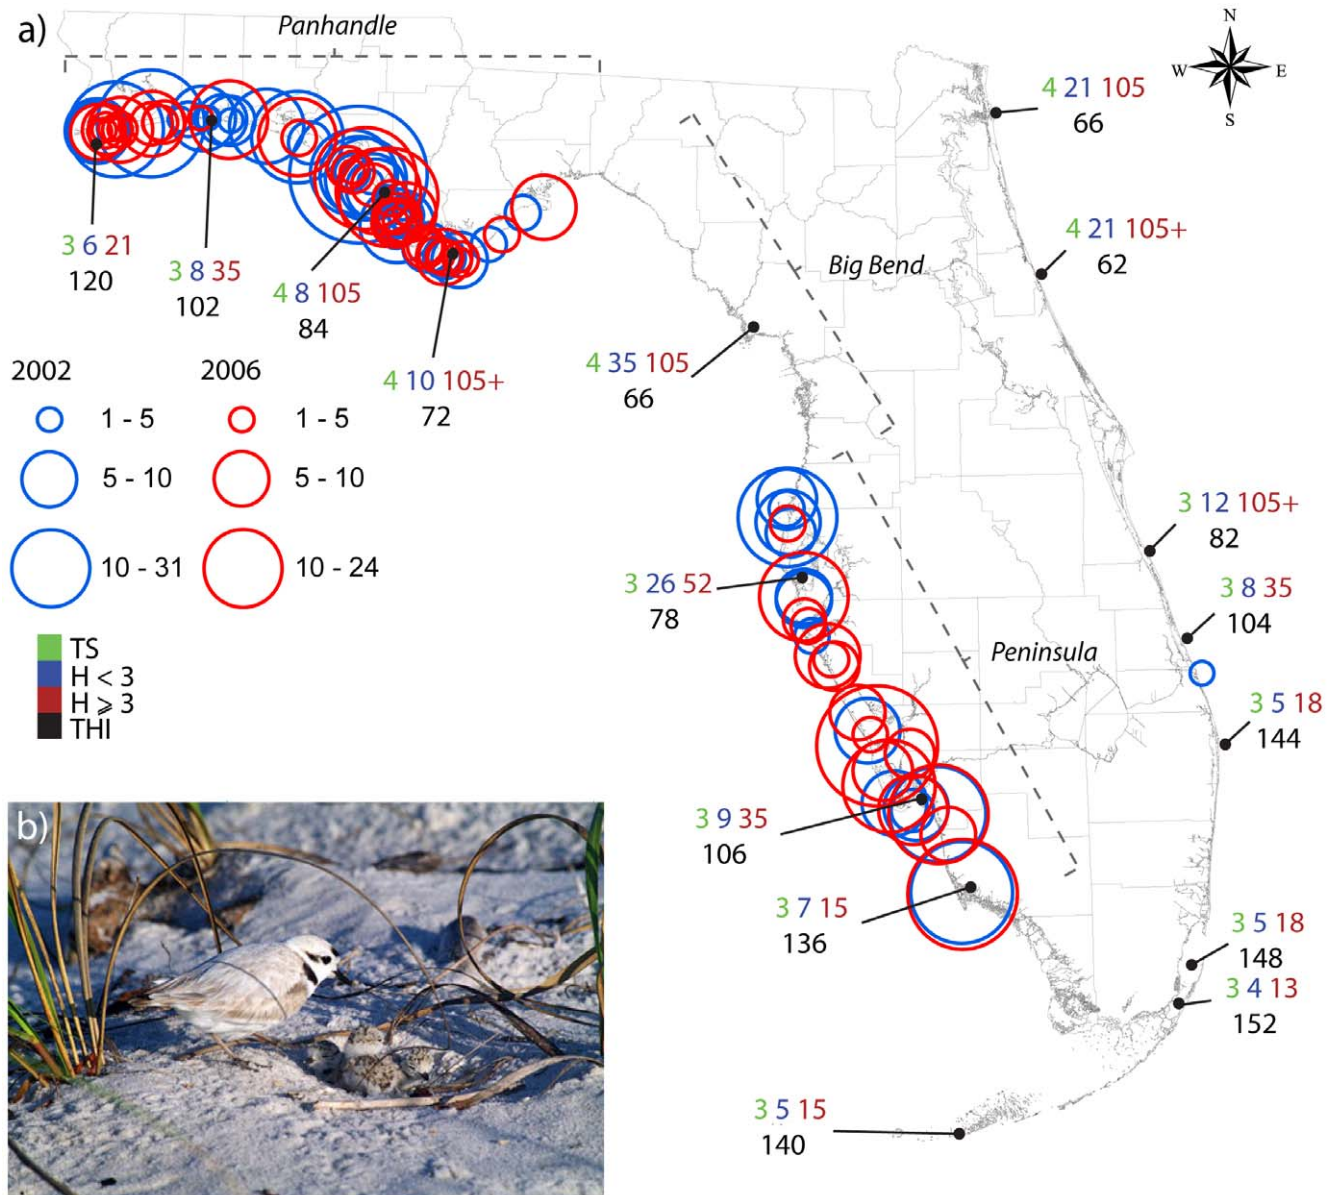 a)
Panhandle
N
W E
S
4 21 105
66
4 21 105+
62
Big Bend
3 6 21
120
3 8 35
102
4 8 105
84
4 10 105+
72
4 35 105
66
2002 2006
1 - 5 1 - 5
5 - 10 5 - 10
10 - 31 10 - 24
TS
H < 3
H ⩾ 3
THI
3 12 105+
82
3 26 52
78
3 8 35
104
Peninsula
3 5 18
144
3 9 35
106
3 7 15
136
3 5 18
148
3 4 13
152
3 5 15
140
b)